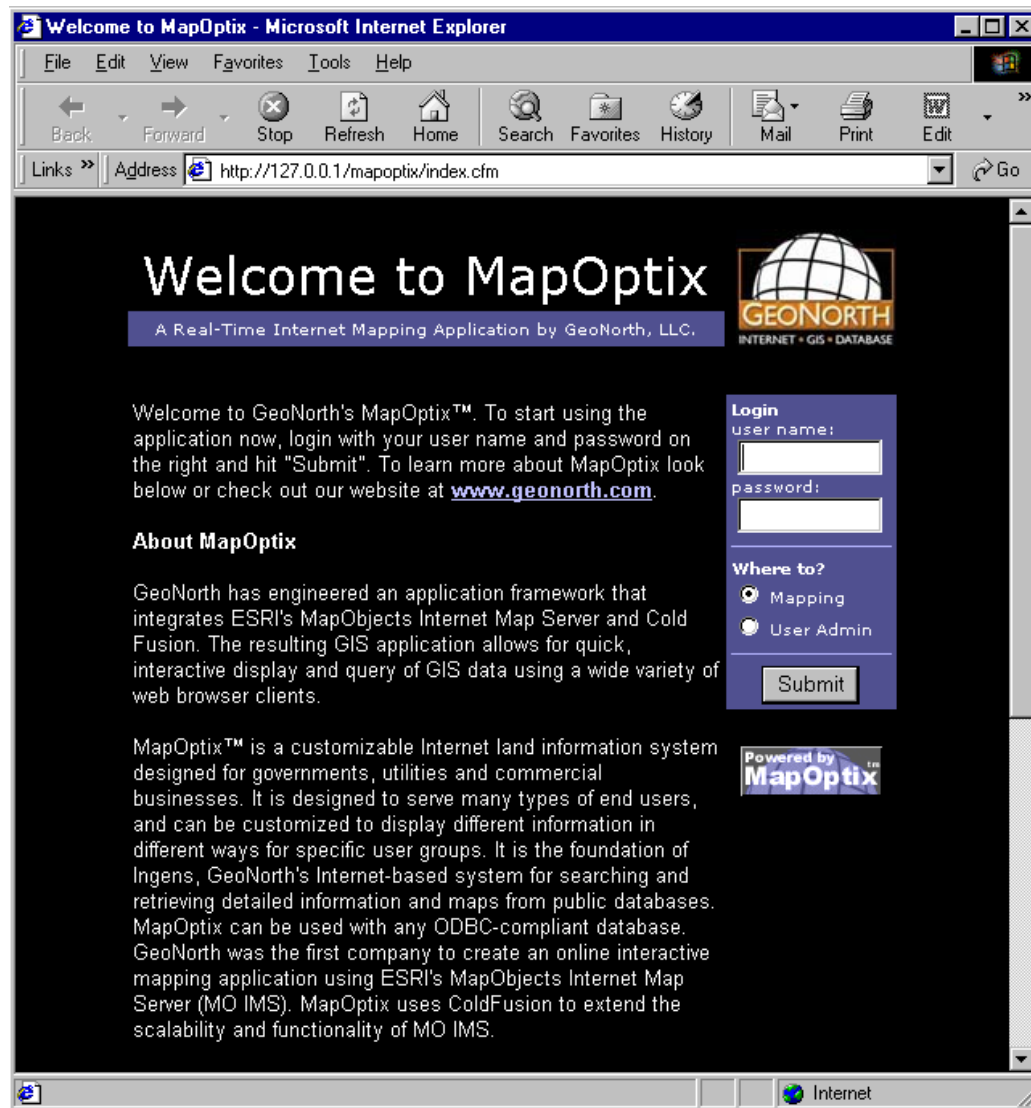 Welcome to MapOptix - Microsoft Internet Explorer
File Edit View Favorites Tools Help
Back Forward Stop Refresh Home Search Favorites History Mail Print Edit »
Links » Address http://127.0.0.1/mapoptix/index.cfm Go
Welcome to MapOptix
A Real-Time Internet Mapping Application by GeoNorth, LLC.
GEONORTH
INTERNET • GIS • DATABASE
Welcome to GeoNorth's MapOptix™. To start using the
application now, login with your user name and password on
the right and hit "Submit". To learn more about MapOptix look
below or check out our website at www.geonorth.com.
About MapOptix
GeoNorth has engineered an application framework that
integrates ESRI's MapObjects Internet Map Server and Cold
Fusion. The resulting GIS application allows for quick,
interactive display and query of GIS data using a wide variety of
web browser clients.
MapOptix™ is a customizable Internet land information system
designed for governments, utilities and commercial
businesses. It is designed to serve many types of end users,
and can be customized to display different information in
different ways for specific user groups. It is the foundation of
Ingens, GeoNorth's Internet-based system for searching and
retrieving detailed information and maps from public databases.
MapOptix can be used with any ODBC-compliant database.
GeoNorth was the first company to create an online interactive
mapping application using ESRI's MapObjects Internet Map
Server (MO IMS). MapOptix uses ColdFusion to extend the
scalability and functionality of MO IMS.
Login
user name:
password:
Where to?
Mapping
User Admin
Submit
Powered by
MapOptix™
Internet